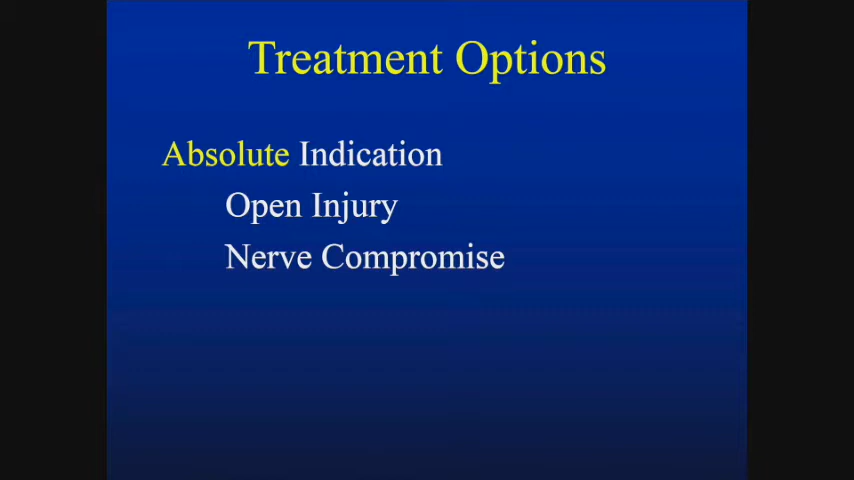 Treatment Options
Absolute Indication
Open Injury
Nerve Compromise